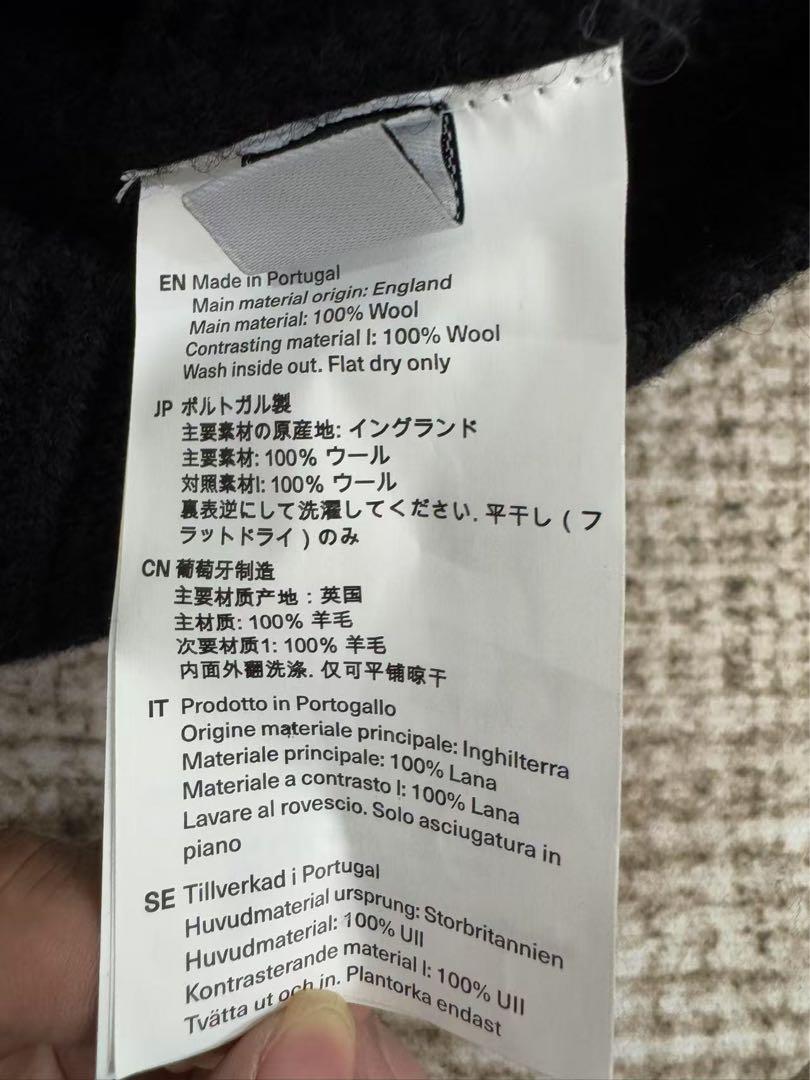 EN Made in Portugal
Main material origin: England
Main material: 100% Wool
Contrasting material I: 100% Wool
Wash inside out. Flat dry only
JP ポルトガル製
主要素材の原産地: イングランド
主要素材: 100% ウール
対照素材I: 100% ウール
裏表逆にして洗濯してください. 平干し ( フ
ラットドライ ) のみ
CN 葡萄牙制造
主要材质产地 : 英国
主材质: 100% 羊毛
次要材质1: 100% 羊毛
内面外翻洗涤. 仅可平铺晾干
IT Prodotto in Portogallo
Origine materiale principale: Inghilterra
Materiale principale: 100% Lana
Materiale a contrasto I: 100% Lana
Lavare al rovescio. Solo asciugatura in
piano
SE Tillverkad i Portugal
Huvudmaterial ursprung: Storbritannien
Huvudmaterial: 100% Ull
Kontrasterande material I: 100% Ull
Tvätta ut och in. Plantorka endast